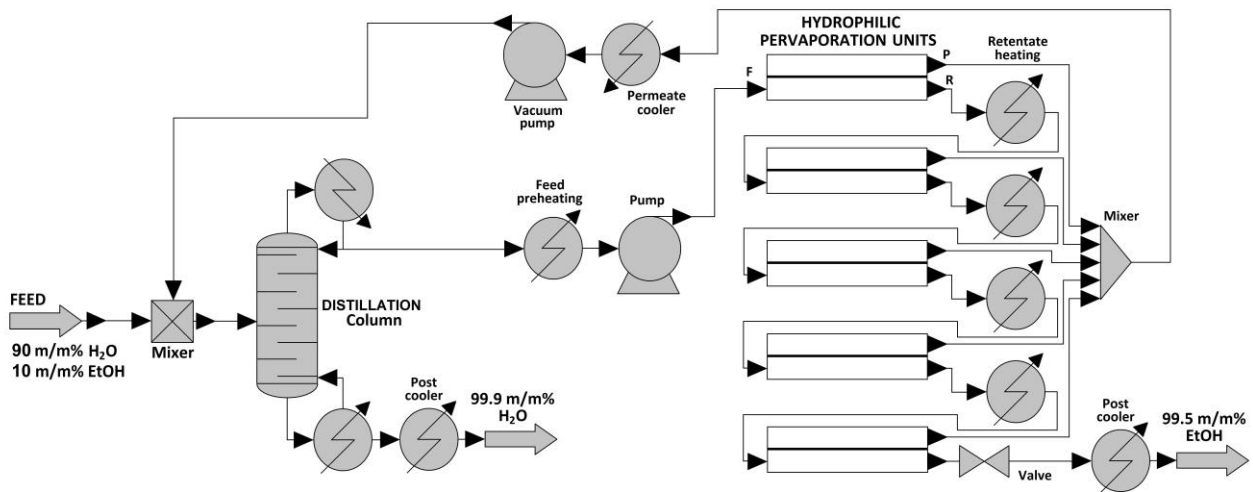 HYDROPHILIC
PERVAPORATION UNITS
Retentate
heating
P
F
R
Permeate
cooler
Vacuum
pump
Feed
preheating
Pump
Mixer
DISTILLATION
Column
FEED
Mixer
90 m/m% H₂O
10 m/m% EtOH
Post
cooler
99.9 m/m%
H₂O
Post
cooler
99.5 m/m%
EtOH
Valve